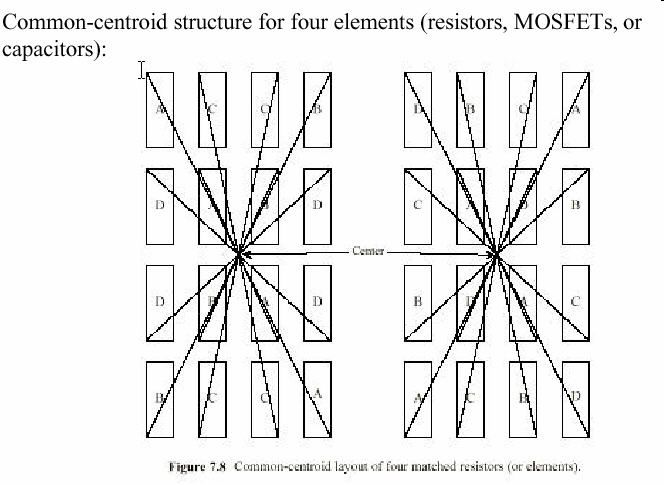 Common-centroid structure for four elements (resistors, MOSFETs, or
capacitors):
A C C B D B C A
D D C A B
Center
D B A D B D A C
B C C A A C B D
Figure 7.8 Common-centroid layout of four matched resistors (or elements).